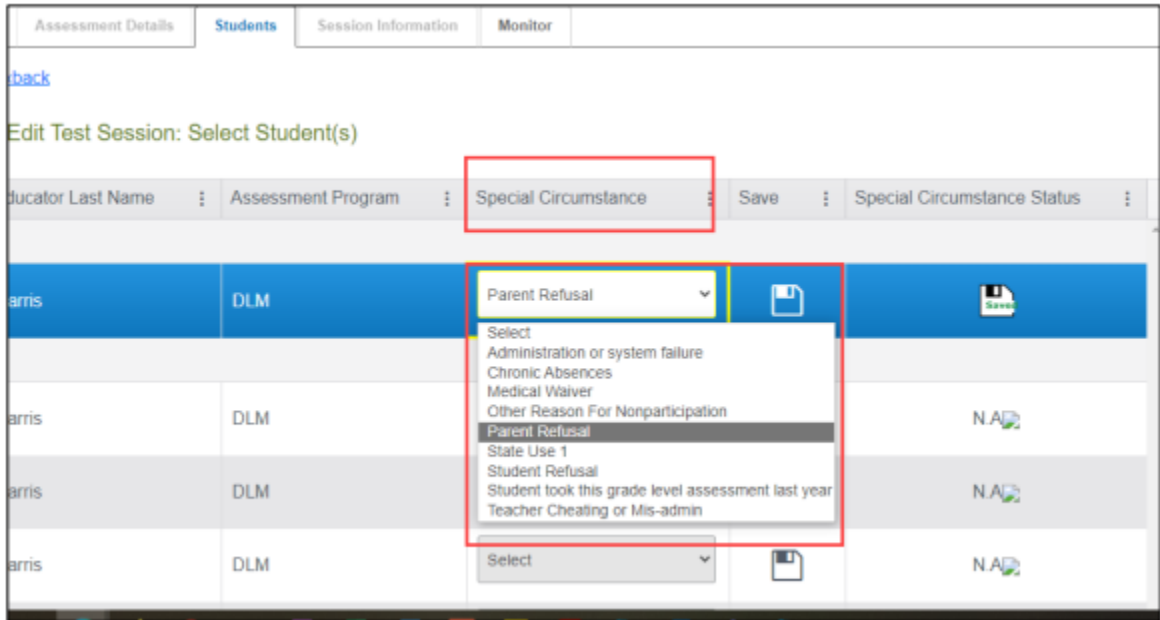 Assessment Details Students Session Information Monitor
back
Edit Test Session: Select Student(s)
ducator Last Name Assessment Program Special Circumstance Save Special Circumstance Status
arris DLM Parent Refusal Saved
Select
Administration or system failure
Chronic Absences
Medical Waiver
Other Reason For Nonparticipation
Parent Refusal
State Use 1
Student Refusal
Student took this grade level assessment last year
Teacher Cheating or Mis-admin
arris DLM N.A
arris DLM N.A
arris DLM Select N.A